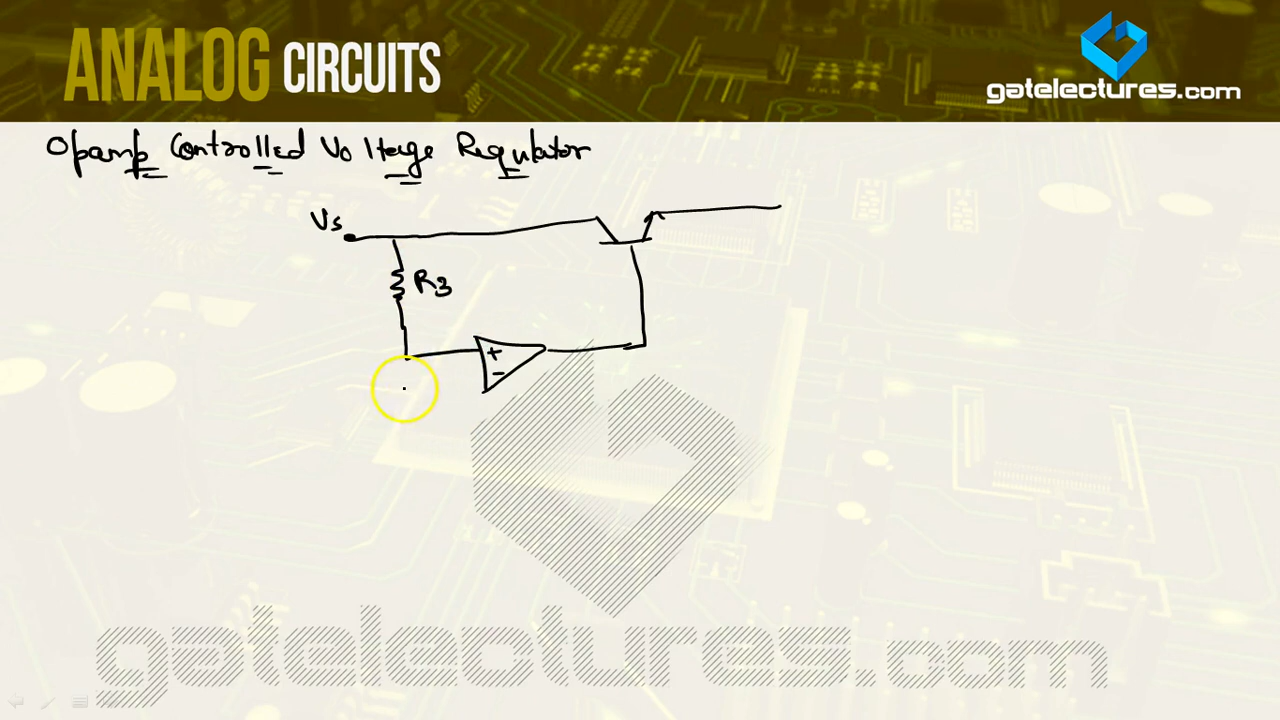 ANALOG CIRCUITS
gatelectures.com
Opamp Controlled Voltage Regulator
Vs
R3
+
-
gatelectures.com